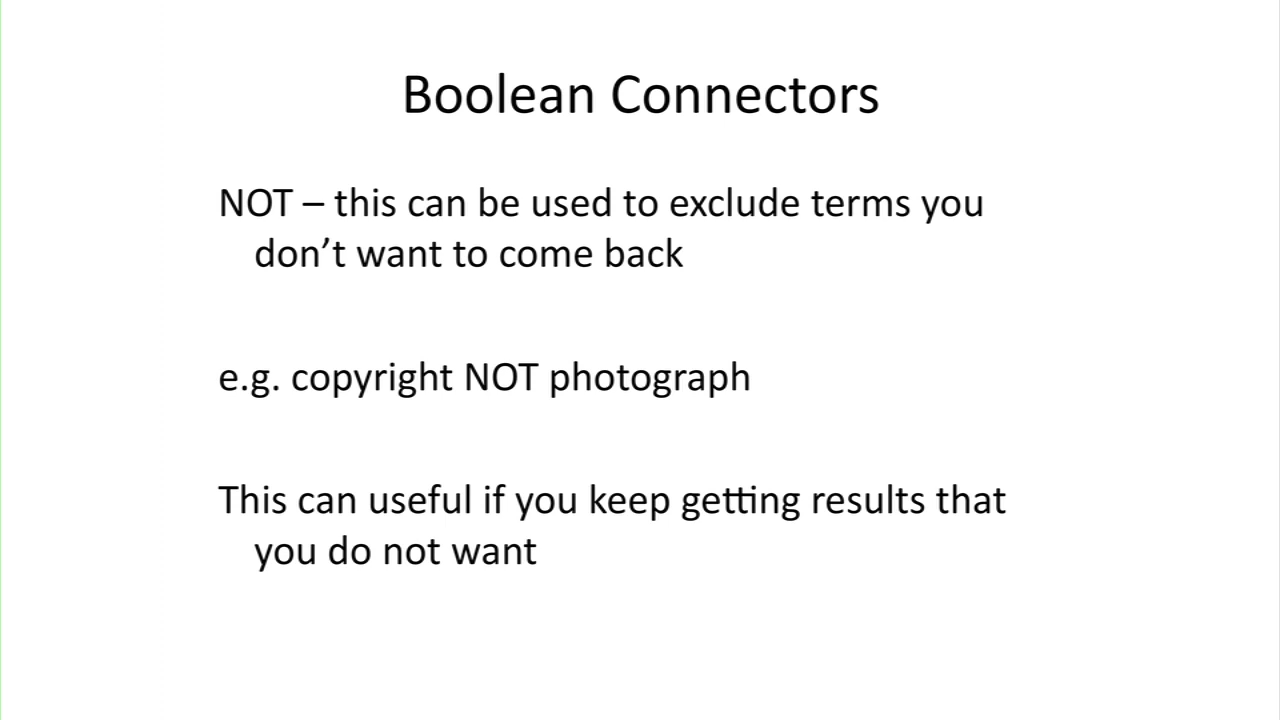 Boolean Connectors
NOT – this can be used to exclude terms you
don’t want to come back
e.g. copyright NOT photograph
This can useful if you keep getting results that
you do not want